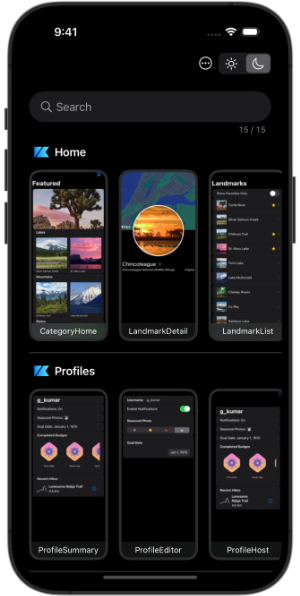 9:41
Search
15 / 15
Home
Featured
Lakes
Mountains
CategoryHome
Chincoteague
Chincoteague National Wildlife Refuge
LandmarkDetail
Landmarks
Show Favorites Only
Turtle Rock
Silver Salmon Creek
Chilkoot Trail
St. Mary Lake
Twin Lake
Lake McDonald
Charley Rivers
Icy Bay
Rainbow Lake
LandmarkList
Profiles
g_kumar
Notifications: On
Seasonal Photos:
Goal Date: January 1, 1970
Completed Badges
Recent Hikes
Lonesome Ridge Trail
4.5 km
ProfileSummary
Username g_kumar
Enable Notifications
Seasonal Photo
Goal Date
Jan 1, 1970
ProfileEditor
g_kumar
Notifications: On
Seasonal Photos:
Goal Date: January 1, 1970
Completed Badges
Recent Hikes
Lonesome
Ridge Trail
ProfileHost